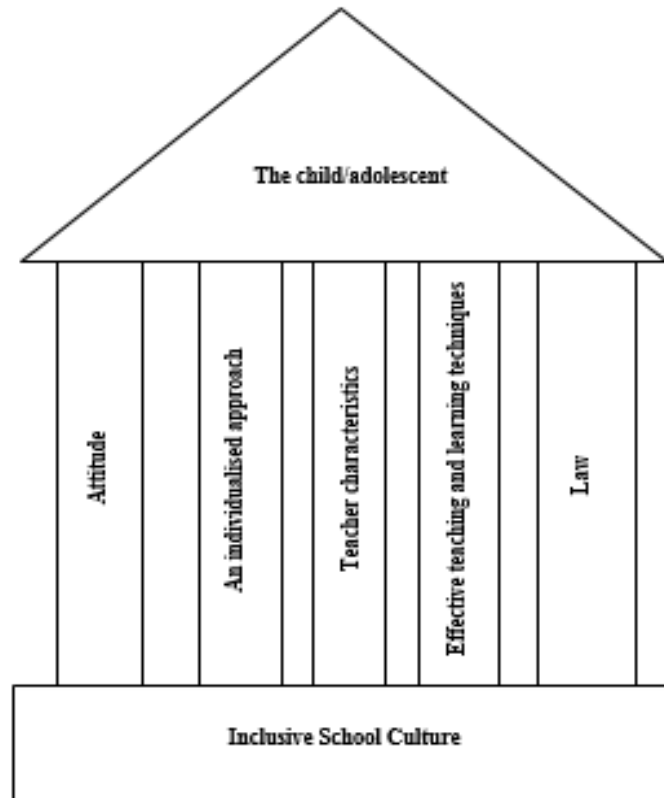 The child/adolescent
Attitude
An individualised approach
Teacher characteristics
Effective teaching and learning techniques
Law
Inclusive School Culture